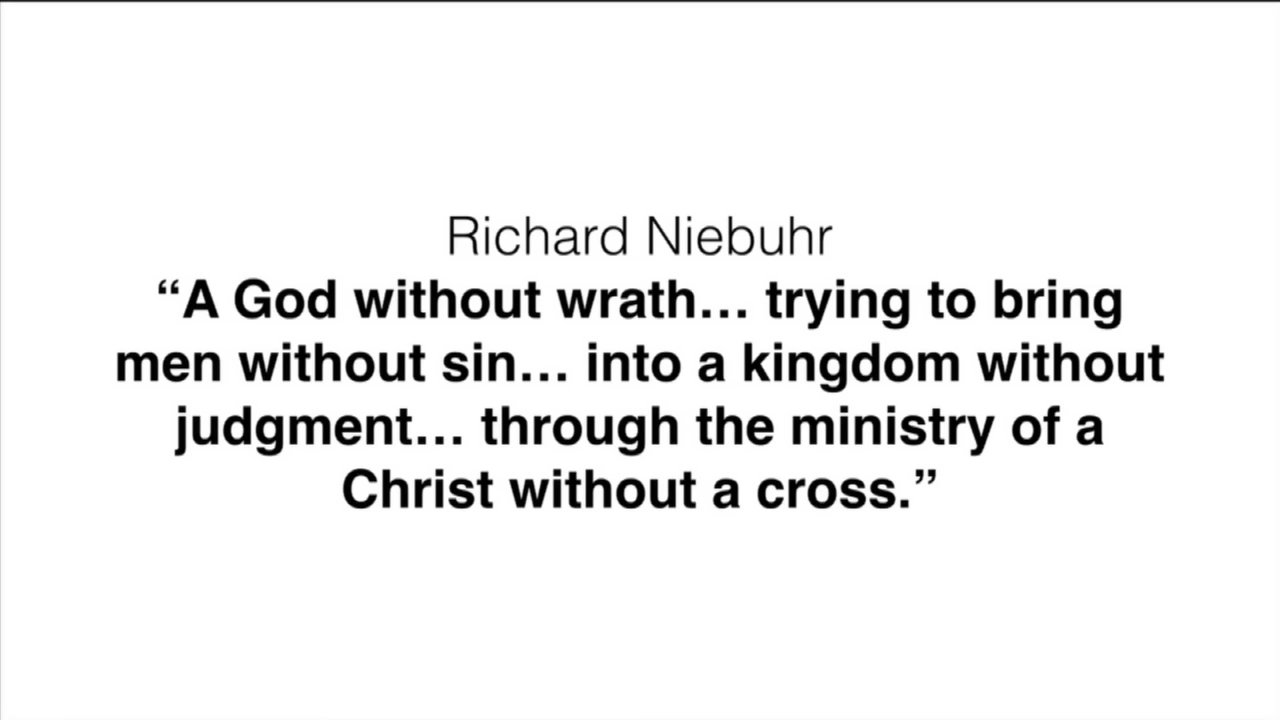 Richard Niebuhr
“A God without wrath… trying to bring
men without sin… into a kingdom without
judgment… through the ministry of a
Christ without a cross.”